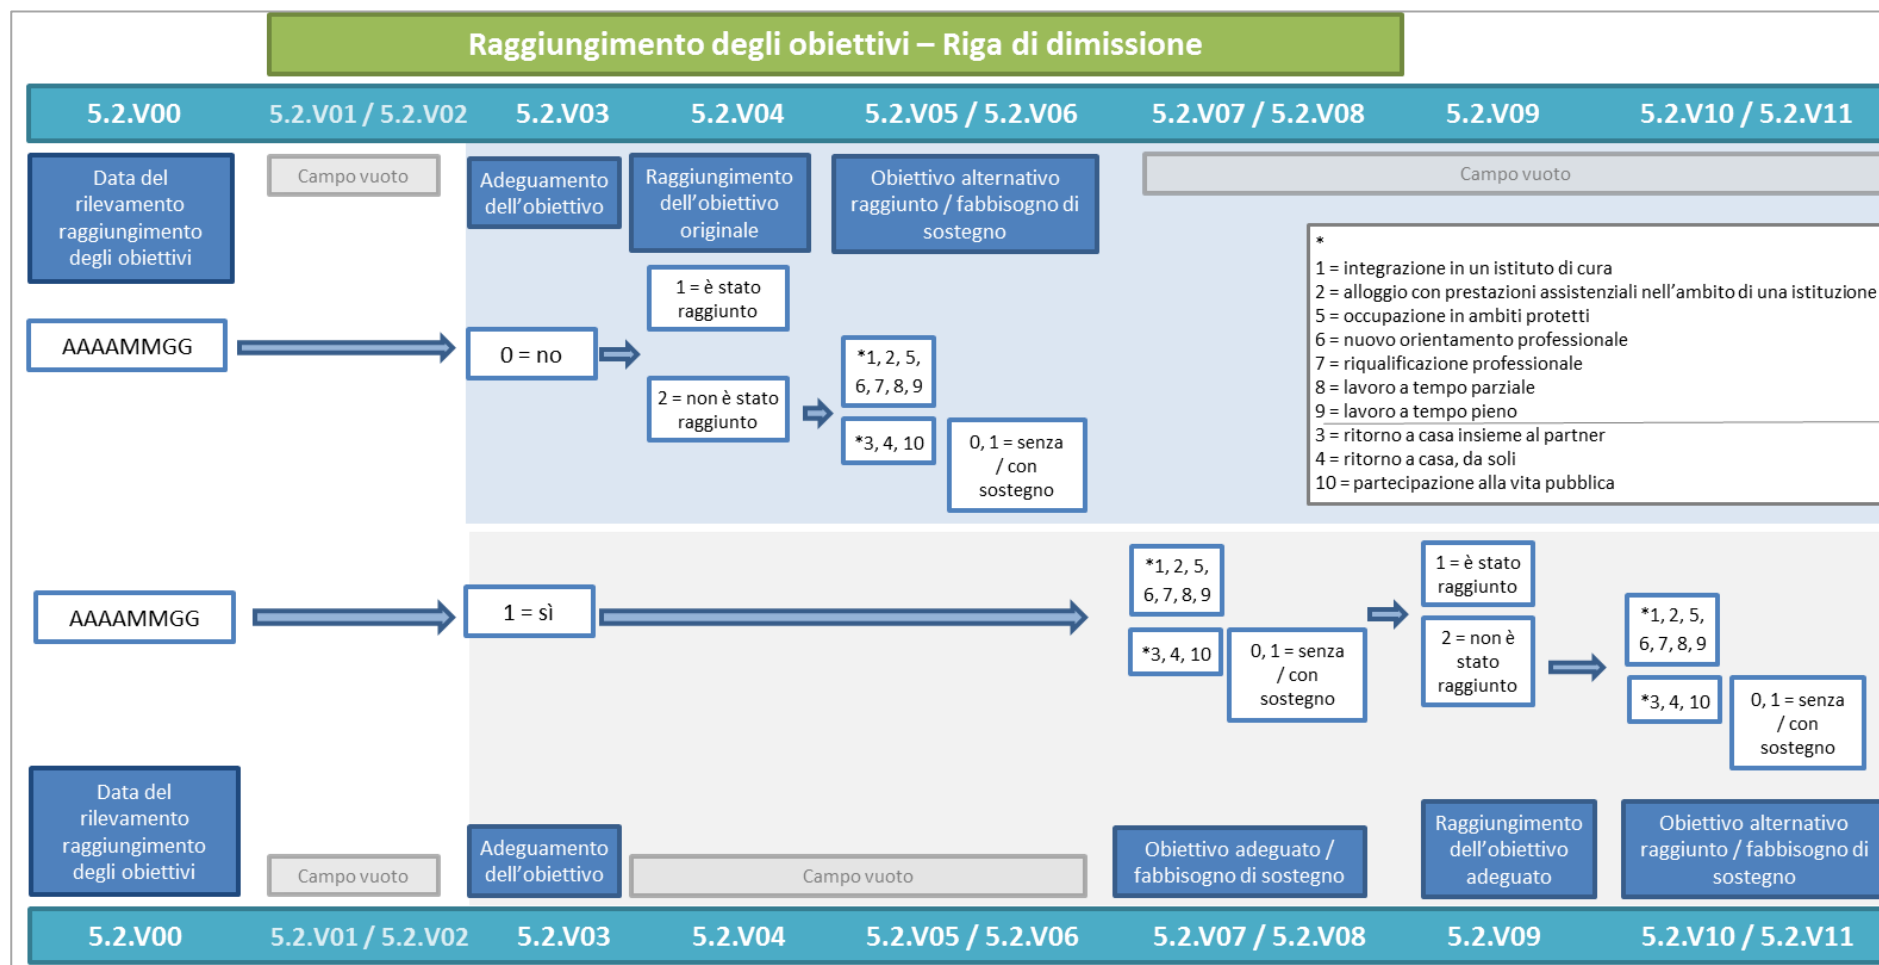 Raggiungimento degli obiettivi – Riga di dimissione
5.2.V00
5.2.V01 / 5.2.V02
5.2.V03
5.2.V04
5.2.V05 / 5.2.V06
5.2.V07 / 5.2.V08
5.2.V09
5.2.V10 / 5.2.V11
Data del
rilevamento
raggiungimento
degli obiettivi
Campo vuoto
Adeguamento
dell’obiettivo
Raggiungimento
dell’obiettivo
originale
Obiettivo alternativo
raggiunto / fabbisogno di
sostegno
Campo vuoto
*
1 = integrazione in un istituto di cura
2 = alloggio con prestazioni assistenziali nell’ambito di una istituzione
5 = occupazione in ambiti protetti
6 = nuovo orientamento professionale
7 = riqualificazione professionale
8 = lavoro a tempo parziale
9 = lavoro a tempo pieno
3 = ritorno a casa insieme al partner
4 = ritorno a casa, da soli
10 = partecipazione alla vita pubblica
AAAAMMGG
0 = no
1 = è stato
raggiunto
2 = non è stato
raggiunto
*1, 2, 5,
6, 7, 8, 9
*3, 4, 10
0, 1 = senza
/ con
sostegno
AAAAMMGG
1 = sì
*1, 2, 5,
6, 7, 8, 9
*3, 4, 10
0, 1 = senza
/ con
sostegno
1 = è stato
raggiunto
2 = non è
stato
raggiunto
*1, 2, 5,
6, 7, 8, 9
*3, 4, 10
0, 1 = senza
/ con
sostegno
Data del
rilevamento
raggiungimento
degli obiettivi
Campo vuoto
Adeguamento
dell’obiettivo
Campo vuoto
Obiettivo adeguato /
fabbisogno di sostegno
Raggiungimento
dell’obiettivo
adeguato
Obiettivo alternativo
raggiunto / fabbisogno di
sostegno
5.2.V00
5.2.V01 / 5.2.V02
5.2.V03
5.2.V04
5.2.V05 / 5.2.V06
5.2.V07 / 5.2.V08
5.2.V09
5.2.V10 / 5.2.V11